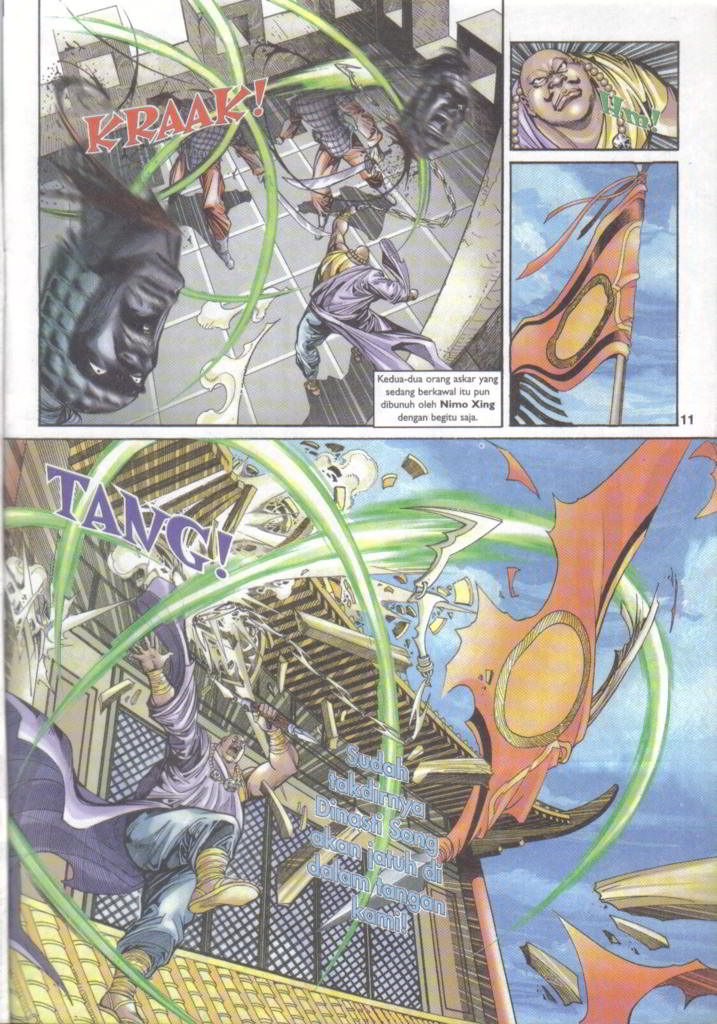 KRAAK!
Hm!
Kedua-dua orang askar yang
sedang berkawal itu pun
dibunuh oleh Nimo Xing
dengan begitu saja.
11
TANG!
Sudah
takdirnya
Dinasti Song
akan jatuh di
dalam tangan
kami!